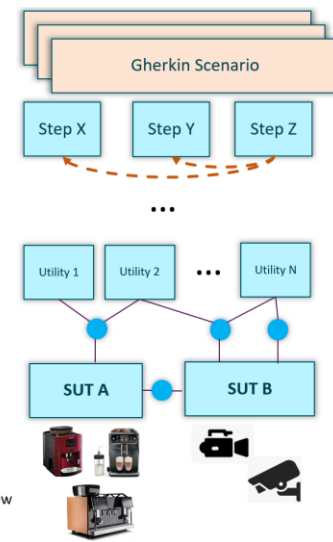 Gherkin Scenario
Step X Step Y Step Z
...
Utility 1 Utility 2 ... Utility N
SUT A SUT B